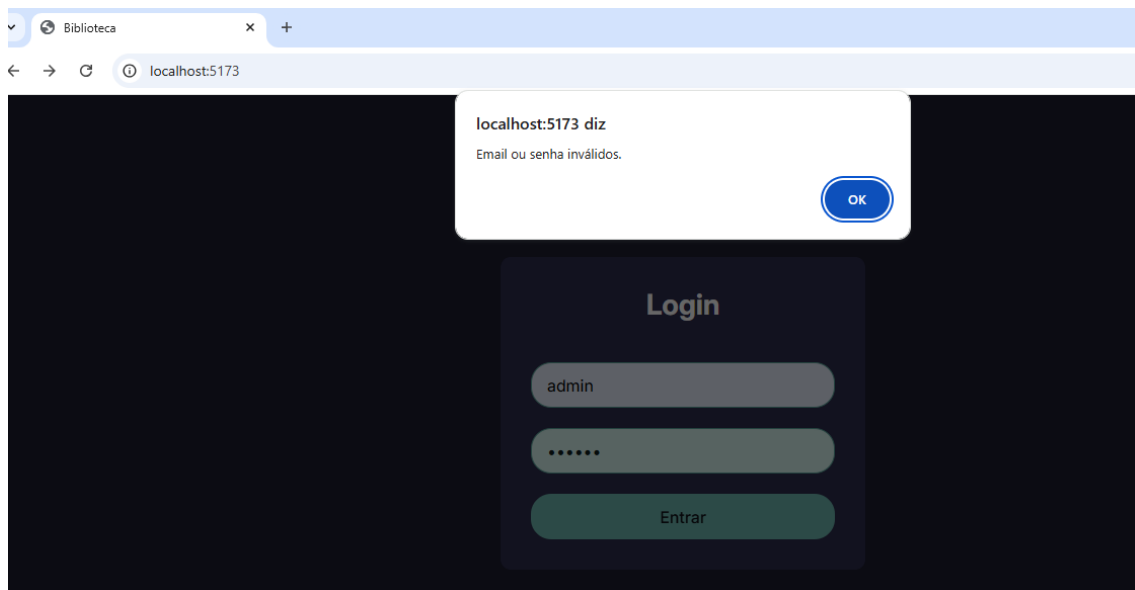 Biblioteca
localhost:5173
localhost:5173 diz
Email ou senha inválidos.
OK
Login
admin
••••••
Entrar